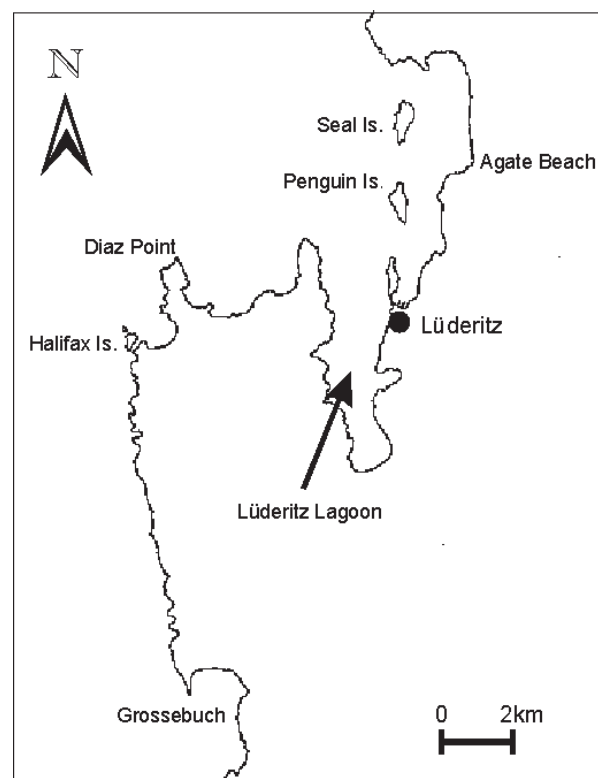 N
Seal Is.
Agate Beach
Penguin Is.
Diaz Point
Lüderitz
Halifax Is.
Lüderitz Lagoon
Grossebuch
0 2km